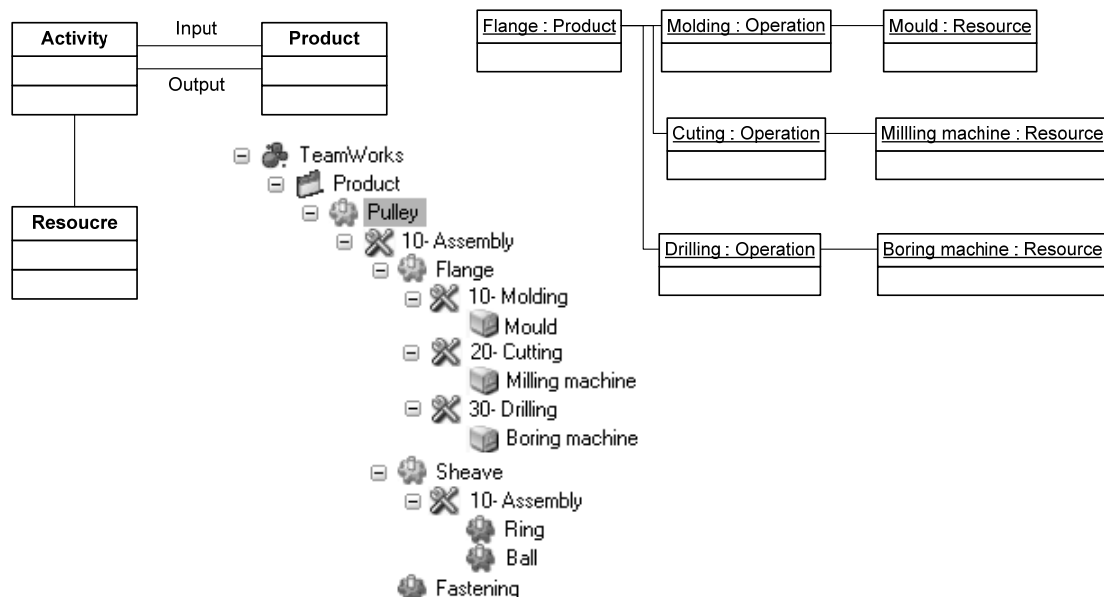 Activity
Input
Product
Output
Resoucre
Flange : Product
Molding : Operation
Mould : Resource
Cuting : Operation
Millling machine : Resource
Drilling : Operation
Boring machine : Resource
TeamWorks
Product
Pulley
10- Assembly
Flange
10- Molding
Mould
20- Cutting
Milling machine
30- Drilling
Boring machine
Sheave
10- Assembly
Ring
Ball
Fastening